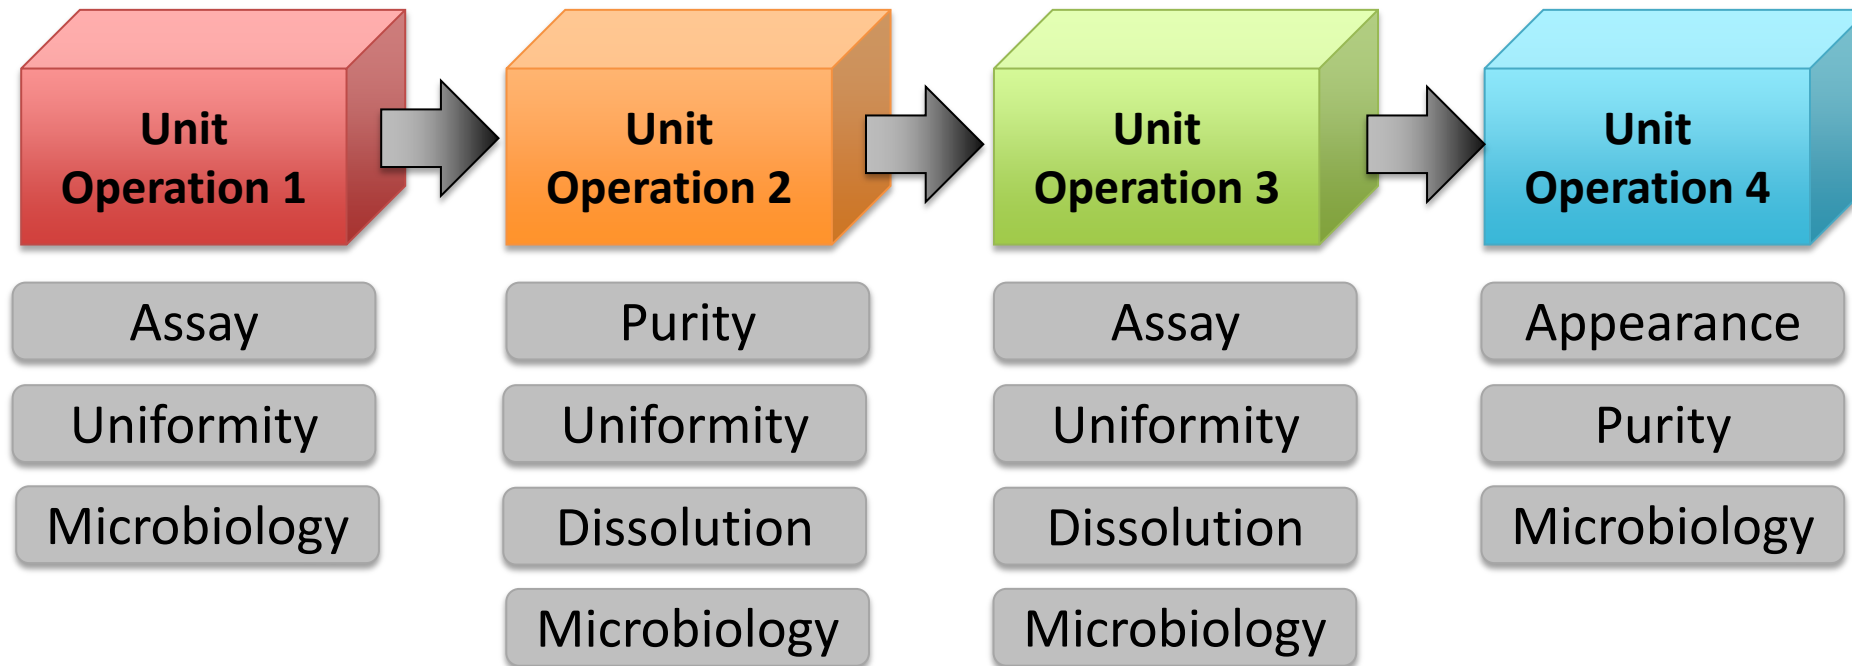 Unit
Operation 1
Unit
Operation 2
Unit
Operation 3
Unit
Operation 4
Assay
Uniformity
Microbiology
Purity
Uniformity
Dissolution
Microbiology
Assay
Uniformity
Dissolution
Microbiology
Appearance
Purity
Microbiology